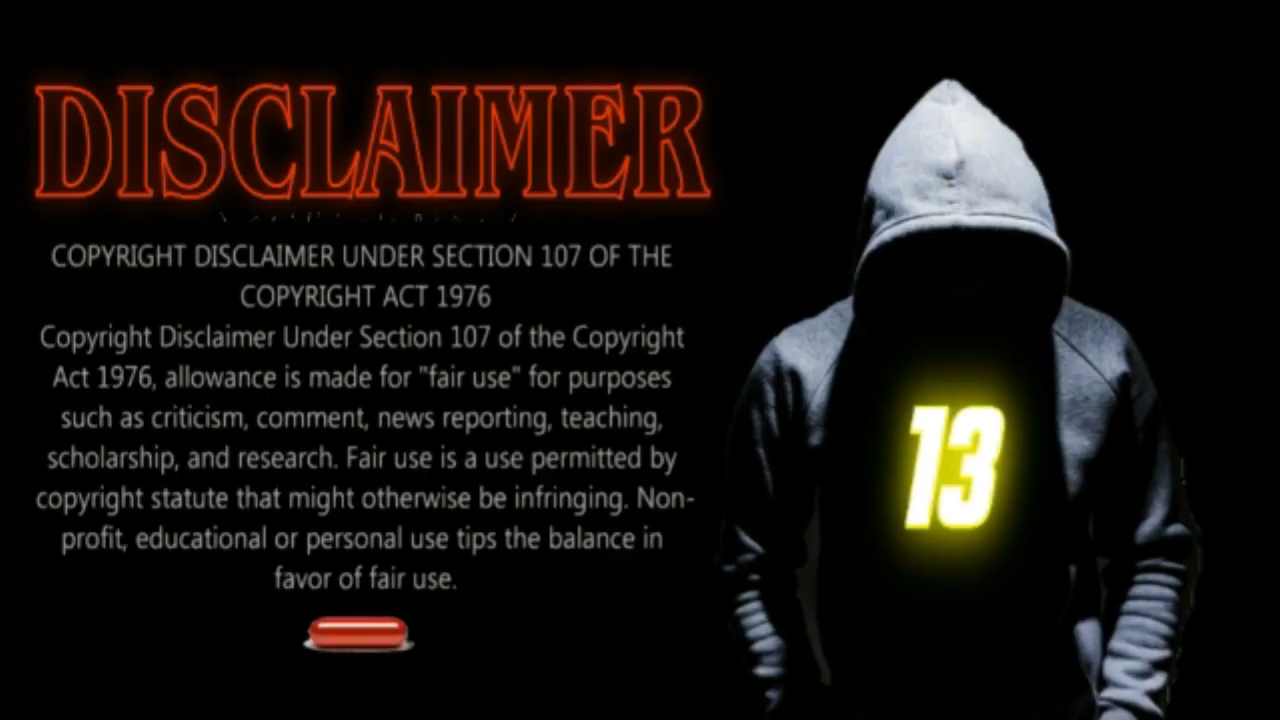 DISCLAIMER
COPYRIGHT DISCLAIMER UNDER SECTION 107 OF THE
COPYRIGHT ACT 1976
Copyright Disclaimer Under Section 107 of the Copyright
Act 1976, allowance is made for "fair use" for purposes
such as criticism, comment, news reporting, teaching,
scholarship, and research. Fair use is a use permitted by
copyright statute that might otherwise be infringing. Non-
profit, educational or personal use tips the balance in
favor of fair use.
13